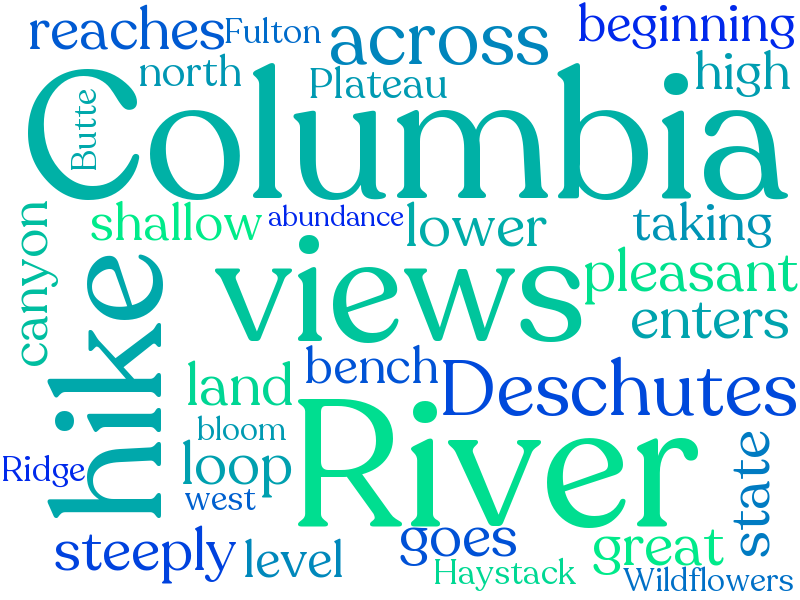 reaches
Fulton
across
beginning
north
Plateau
high
Butte
Columbia
shallow
abundance
lower
taking
canyon
hike
views
pleasant
enters
land
bench
Deschutes
bloom
River
Ridge
loop
west
state
steeply
level
goes
great
Haystack
Wildflowers